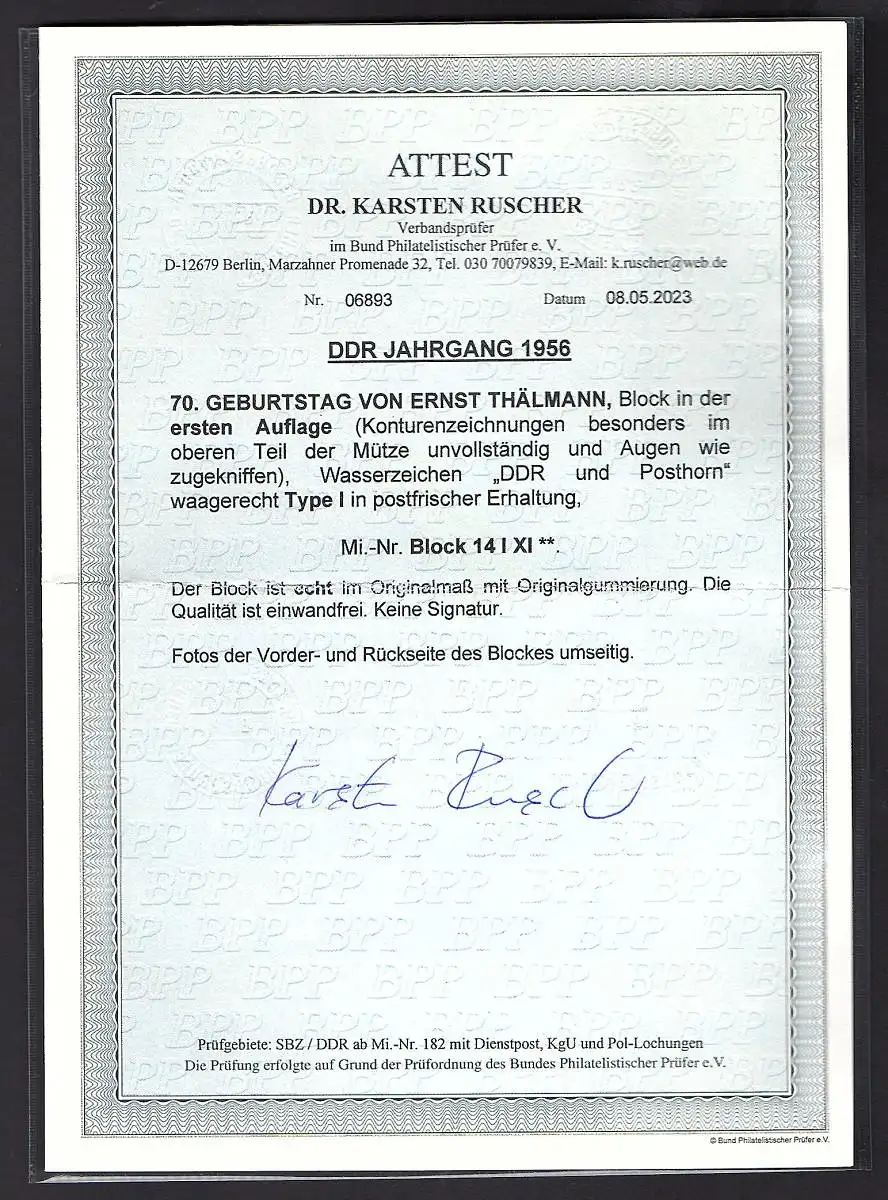 ATTEST
DR. KARSTEN RUSCHER
Verbandsprüfer
im Bund Philatelistischer Prüfer e. V.
D-12679 Berlin, Marzahner Promenade 32, Tel. 030 70079839, E-Mail: k.ruscher@web.de
Nr. 06893 Datum 08.05.2023
DDR JAHRGANG 1956
70. GEBURTSTAG VON ERNST THÄLMANN, Block in der
ersten Auflage (Konturenzeichnungen besonders im
oberen Teil der Mütze unvollständig und Augen wie
zugekniffen), Wasserzeichen „DDR und Posthorn“
waagerecht Type I in postfrischer Erhaltung,
Mi.-Nr. Block 14 I XI **.
Der Block ist echt im Originalmaß mit Originalgummierung. Die
Qualität ist einwandfrei. Keine Signatur.
Fotos der Vorder- und Rückseite des Blockes umseitig.
Karsten Rusch
Prüfgebiete: SBZ / DDR ab Mi.-Nr. 182 mit Dienstpost, KgU und Pol-Lochungen
Die Prüfung erfolgte auf Grund der Prüfordnung des Bundes Philatelistischer Prüfer e.V.
© Bund Philatelistischer Prüfer e.V.